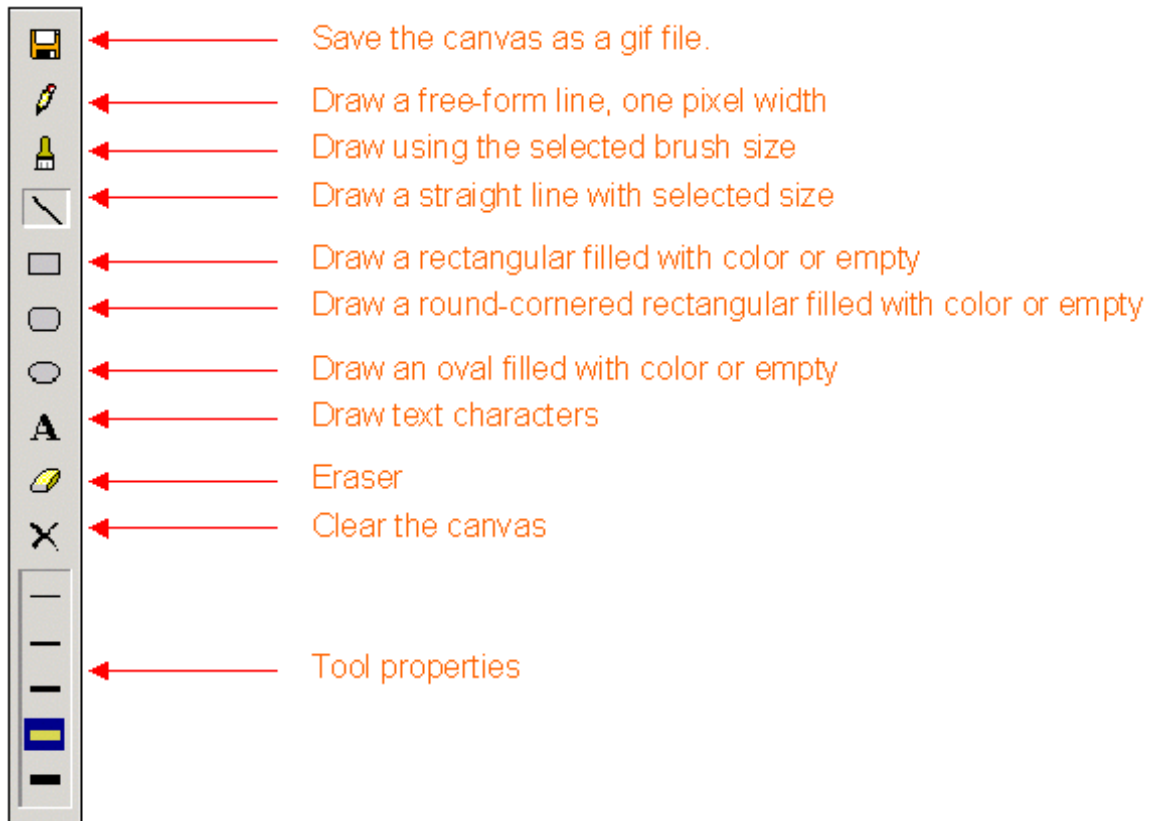 Save the canvas as a gif file.
Draw a free-form line, one pixel width
Draw using the selected brush size
Draw a straight line with selected size
Draw a rectangular filled with color or empty
Draw a round-cornered rectangular filled with color or empty
Draw an oval filled with color or empty
A
Draw text characters
Eraser
Clear the canvas
Tool properties